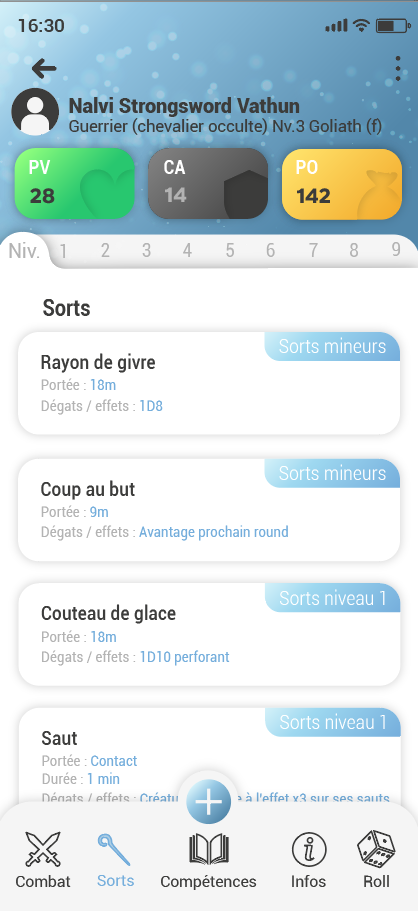 16:30
Nalvi Strongsword Vathun
Guerrier (chevalier occulte) Nv.3 Goliath (f)
PV CA PO
28 14 142
Niv. 1 2 3 4 5 6 7 8 9
Sorts
Sorts mineurs
Rayon de givre
Portée : 18m
Dégats / effets : 1D8
Sorts mineurs
Coup au but
Portée : 9m
Dégats / effets : Avantage prochain round
Sorts niveau 1
Couteau de glace
Portée : 18m
Dégats / effets : 1D10 perforant
Sorts niveau 1
Saut
Portée : Contact
Durée : 1 min
Dégats / effets : à l'effet x3 sur ses sauts
Combat Sorts Compétences Infos Roll